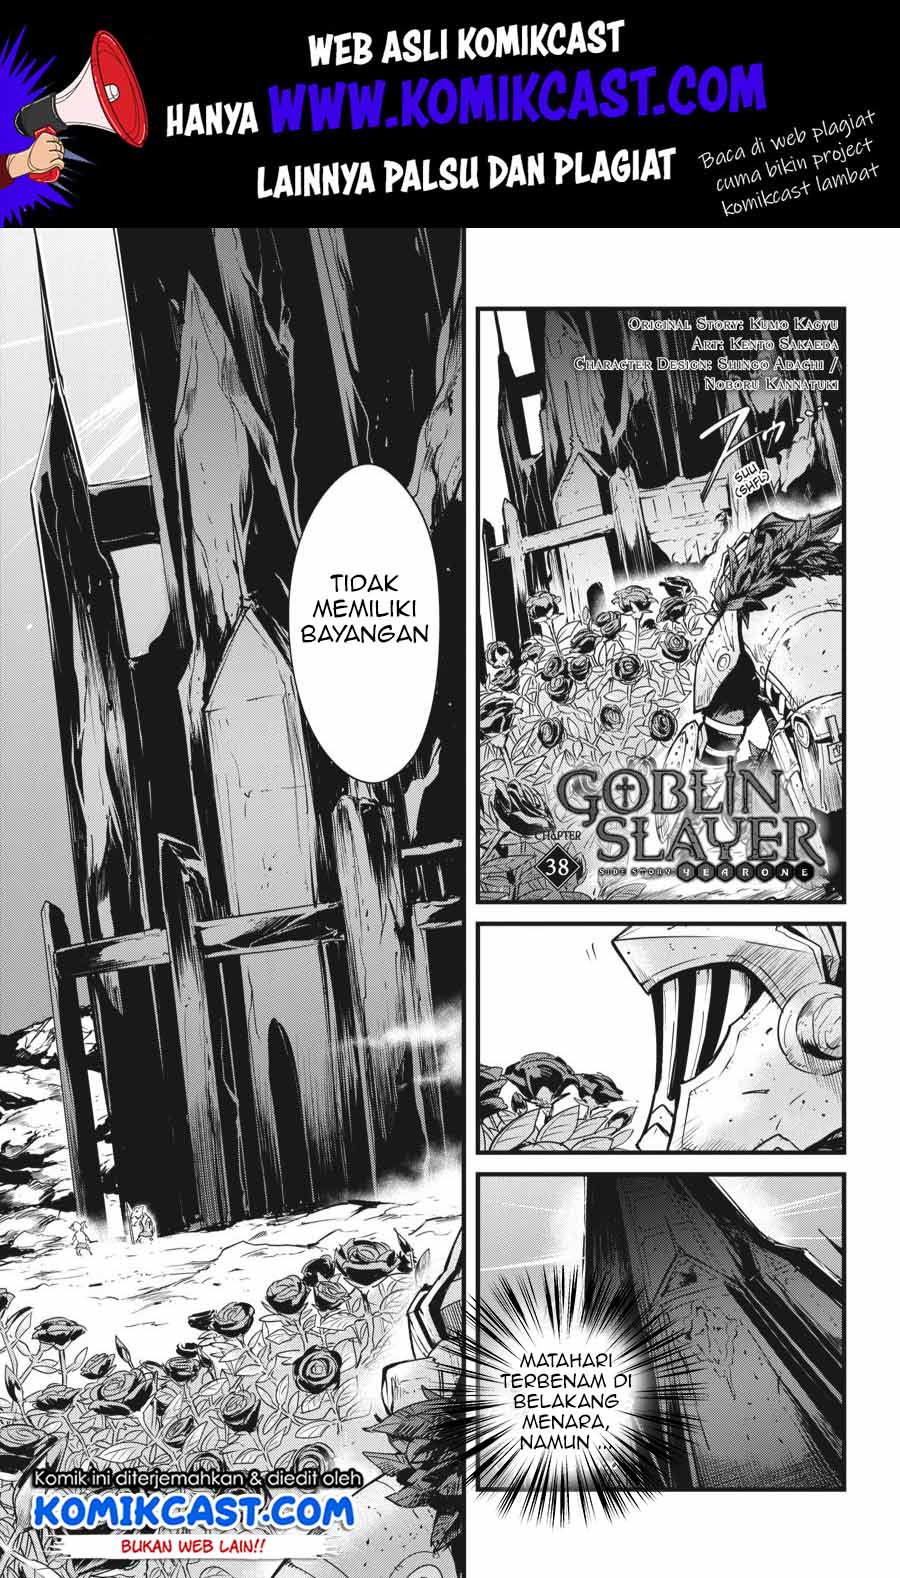 WEB ASLI KOMIKCAST
HANYA WWW.KOMIKCAST.COM
LAINNYA PALSU DAN PLAGIAT
Baca di web plagiat
cuma bikin project
komikcast lambat
Original Story: Kumo Kagyu
Art: Kento Sakaeda
Character Design: Shingo Adachi /
Noboru Kannatuki
ズゥ…
SUU
(SHFL)
GOBLIN
SLAYER
CHAPTER
38
SIDE STORY: YEAR ONE
MATAHARI
TERBENAM DI
BELAKANG
MENARA,
NAMUN ...
TIDAK
MEMILIKI
BAYANGAN
Komik ini diterjemahkan & diedit oleh
KOMIKCAST.COM
BUKAN WEB LAIN!!